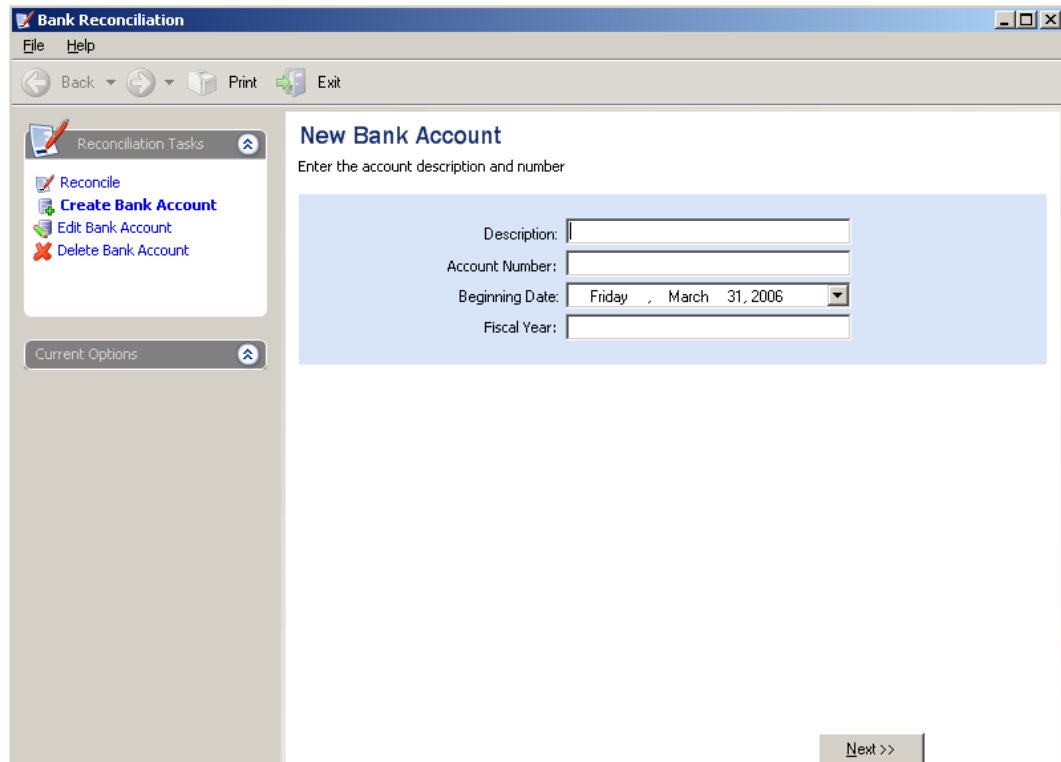 Bank Reconciliation
File Help
Back Print Exit
Reconciliation Tasks
Reconcile
Create Bank Account
Edit Bank Account
Delete Bank Account
Current Options
New Bank Account
Enter the account description and number
Description:
Account Number:
Beginning Date: Friday , March 31, 2006
Fiscal Year:
Next >>